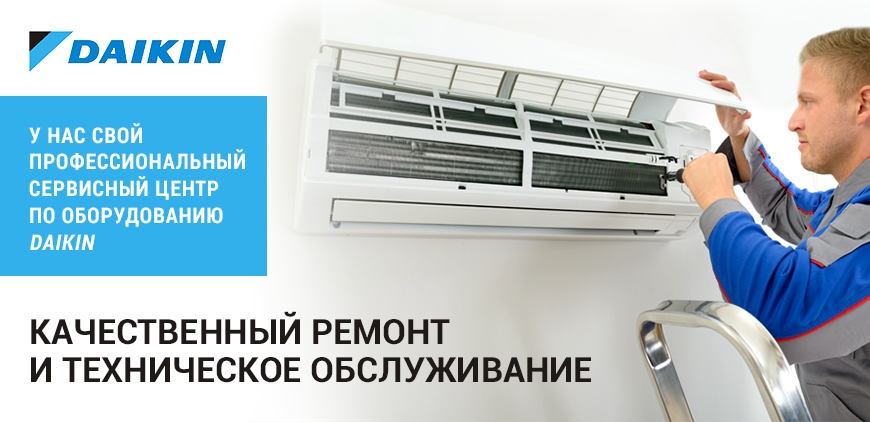 DAIKIN
У НАС СВОЙ
ПРОФЕССИОНАЛЬНЫЙ
СЕРВИСНЫЙ ЦЕНТР
ПО ОБОРУДОВАНИЮ
DAIKIN
КАЧЕСТВЕННЫЙ РЕМОНТ
И ТЕХНИЧЕСКОЕ ОБСЛУЖИВАНИЕ